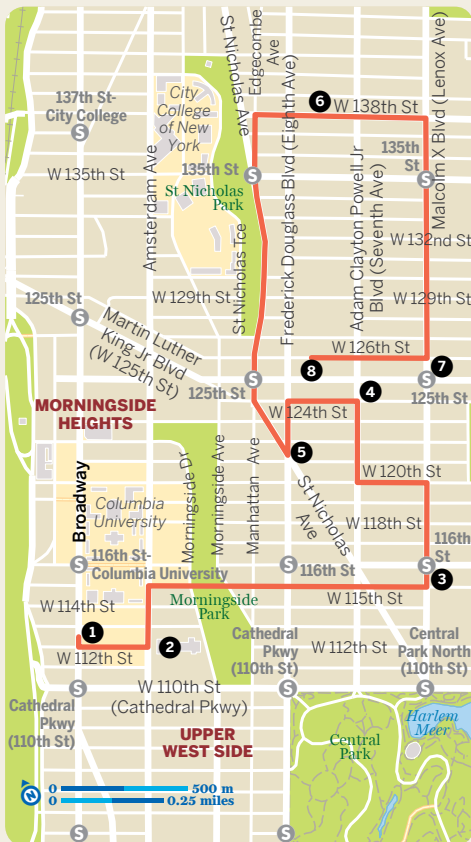 St Nicholas Ave
Edgecombe
Ave
Frederick Douglass Blvd (Eighth Ave)
Malcolm X Blvd (Lenox Ave)
City
College
of New
York
137th St-
City College
S
6
W 138th St
Amsterdam Ave
W 135th St
135th St
S
St Nicholas
Park
135th
St
S
Adam Clayton Powell Jr
Blvd (Seventh Ave)
W 132nd St
St Nicholas Tce
W 129th St
W 129th St
125th St
S
Martin Luther
King Jr Blvd
(W 125th St)
W 126th St
8
7
125th St
S
S
125th St
4
MORNINGSIDE
HEIGHTS
W 124th St
5
Broadway
Morningside Dr
Morningside Ave
Manhattan Ave
St Nicholas
Ave
W 120th St
Columbia
University
W 118th St
116th St-
Columbia University
S
S
116th St
116th
St
S
3
W 114th St
Morningside
Park
W 115th St
1
2
W 112th St
Cathedral
Pkwy
(110th St)
S
W 112th St
Central
Park North
(110th St)
S
W 110th St
(Cathedral Pkwy)
S
Cathedral
Pkwy
(110th St)
UPPER
WEST SIDE
Central
Park
Harlem
Meer
N
0 500 m
0 0.25 miles
S
S